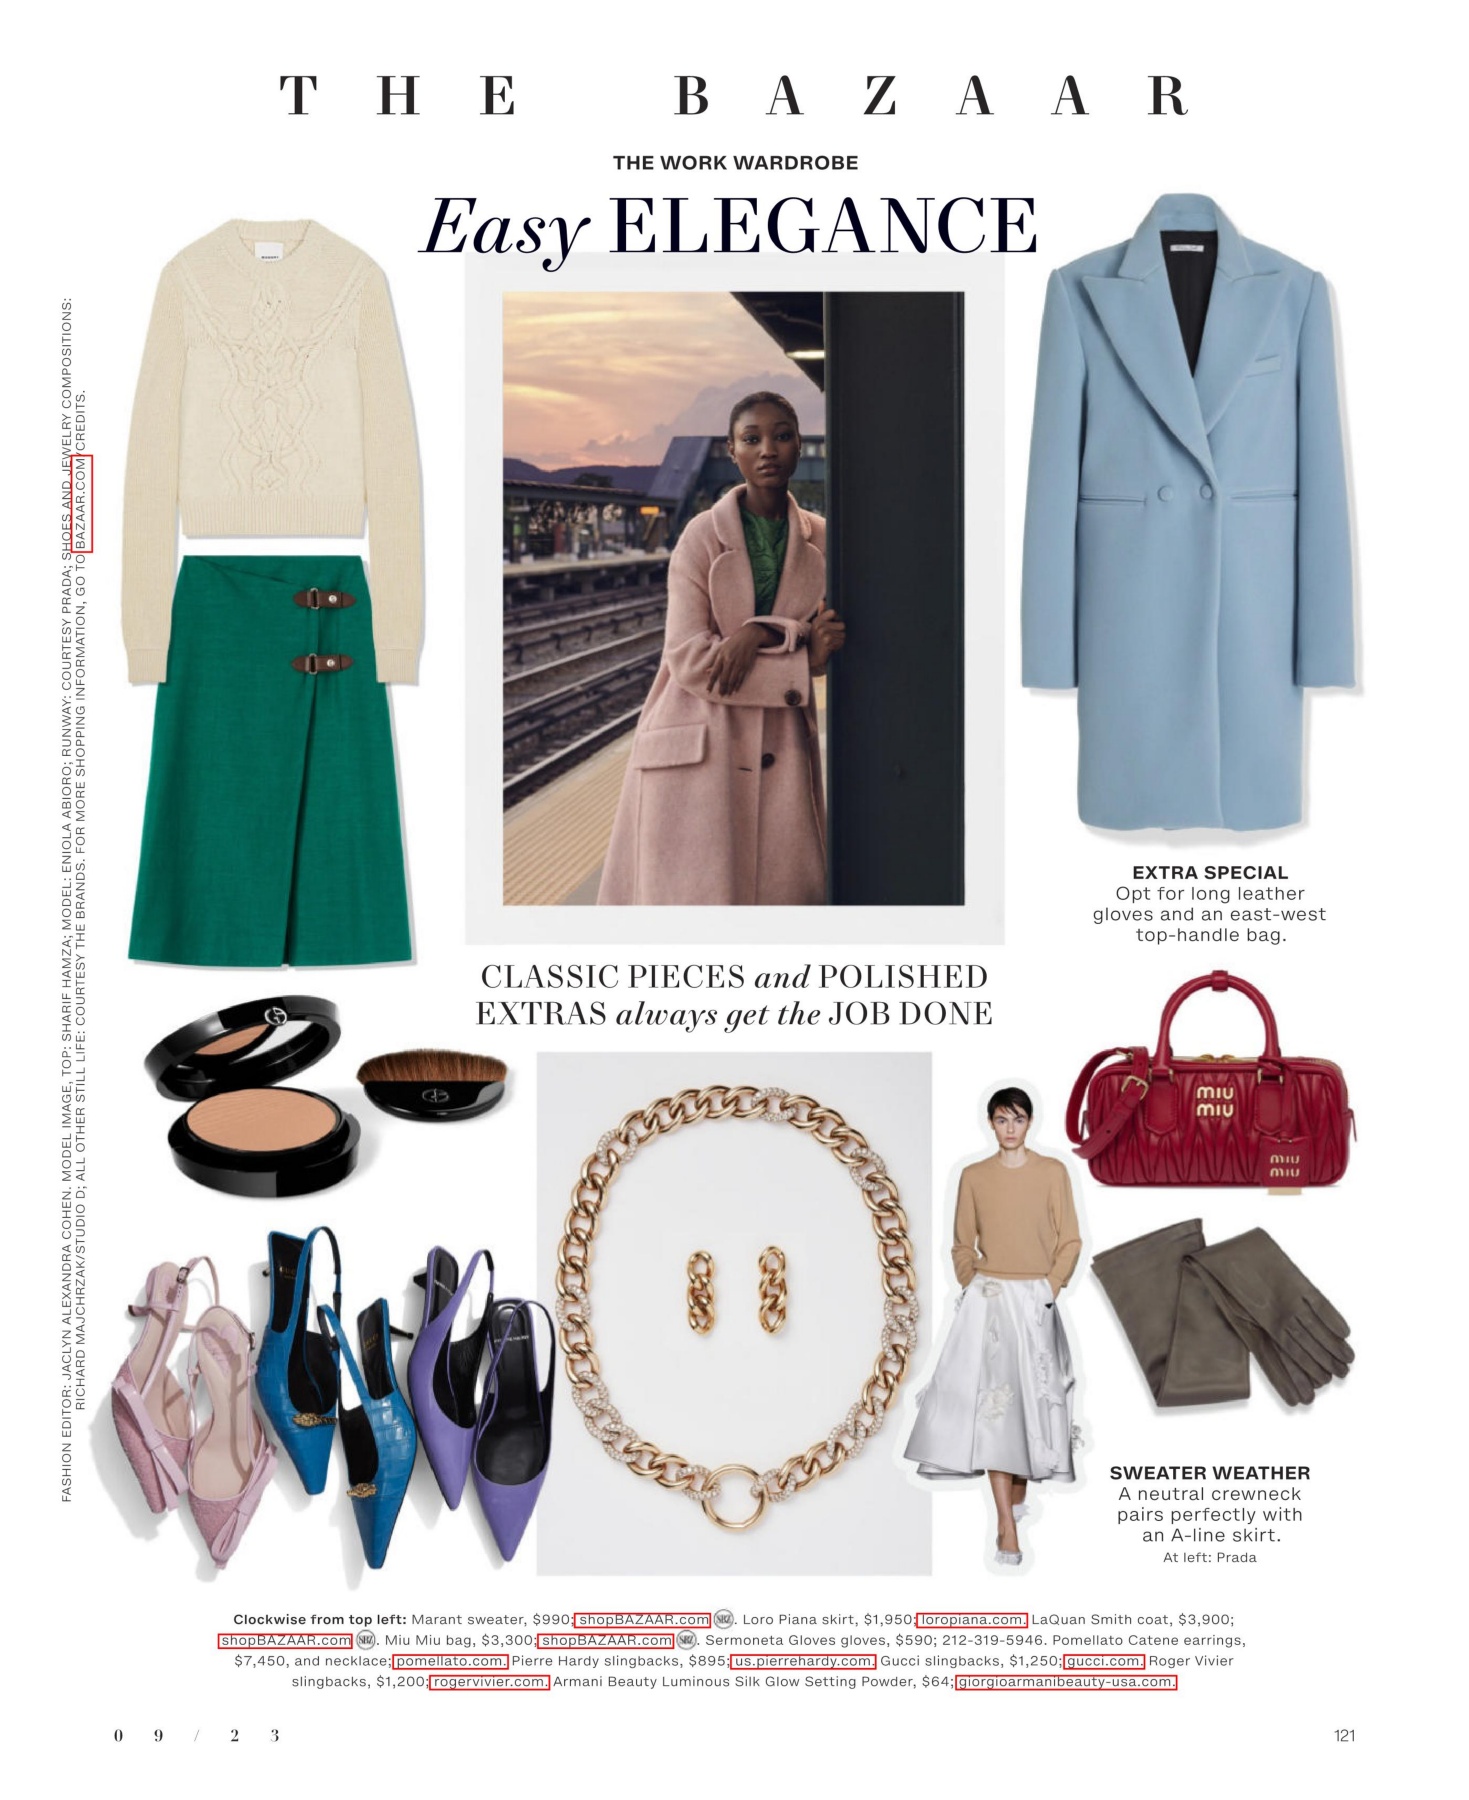 THE BAZAAR
THE WORK WARDROBE
Easy ELEGANCE
FASHION EDITOR: JACLYN ALEXANDRA COHEN. MODEL IMAGE, TOP: SHARIF HAMZA; MODEL: ENIOLA ABIORO; RUNWAY: COURTESY PRADA; SHOES AND JEWELRY COMPOSITIONS:
RICHARD MAJCHRZAK/STUDIO D; ALL OTHER STILL LIFE: COURTESY THE BRANDS. FOR MORE SHOPPING INFORMATION, GO TO BAZAAR.COM/CREDITS.
EXTRA SPECIAL
Opt for long leather
gloves and an east-west
top-handle bag.
CLASSIC PIECES and POLISHED
EXTRAS always get the JOB DONE
MIU
MIU
MIU
MIU
SWEATER WEATHER
A neutral crewneck
pairs perfectly with
an A-line skirt.
At left: Prada
Clockwise from top left: Marant sweater, $990; shopBAZAAR.com SBZ. Loro Piana skirt, $1,950; loropiana.com. LaQuan Smith coat, $3,900;
shopBAZAAR.com SBZ. Miu Miu bag, $3,300; shopBAZAAR.com SBZ. Sermoneta Gloves gloves, $590; 212-319-5946. Pomellato Catene earrings,
$7,450, and necklace; pomellato.com. Pierre Hardy slingbacks, $895; us.pierrehardy.com. Gucci slingbacks, $1,250; gucci.com. Roger Vivier
slingbacks, $1,200; rogervivier.com. Armani Beauty Luminous Silk Glow Setting Powder, $64; giorgioarmanibeauty-usa.com.
09/23
121